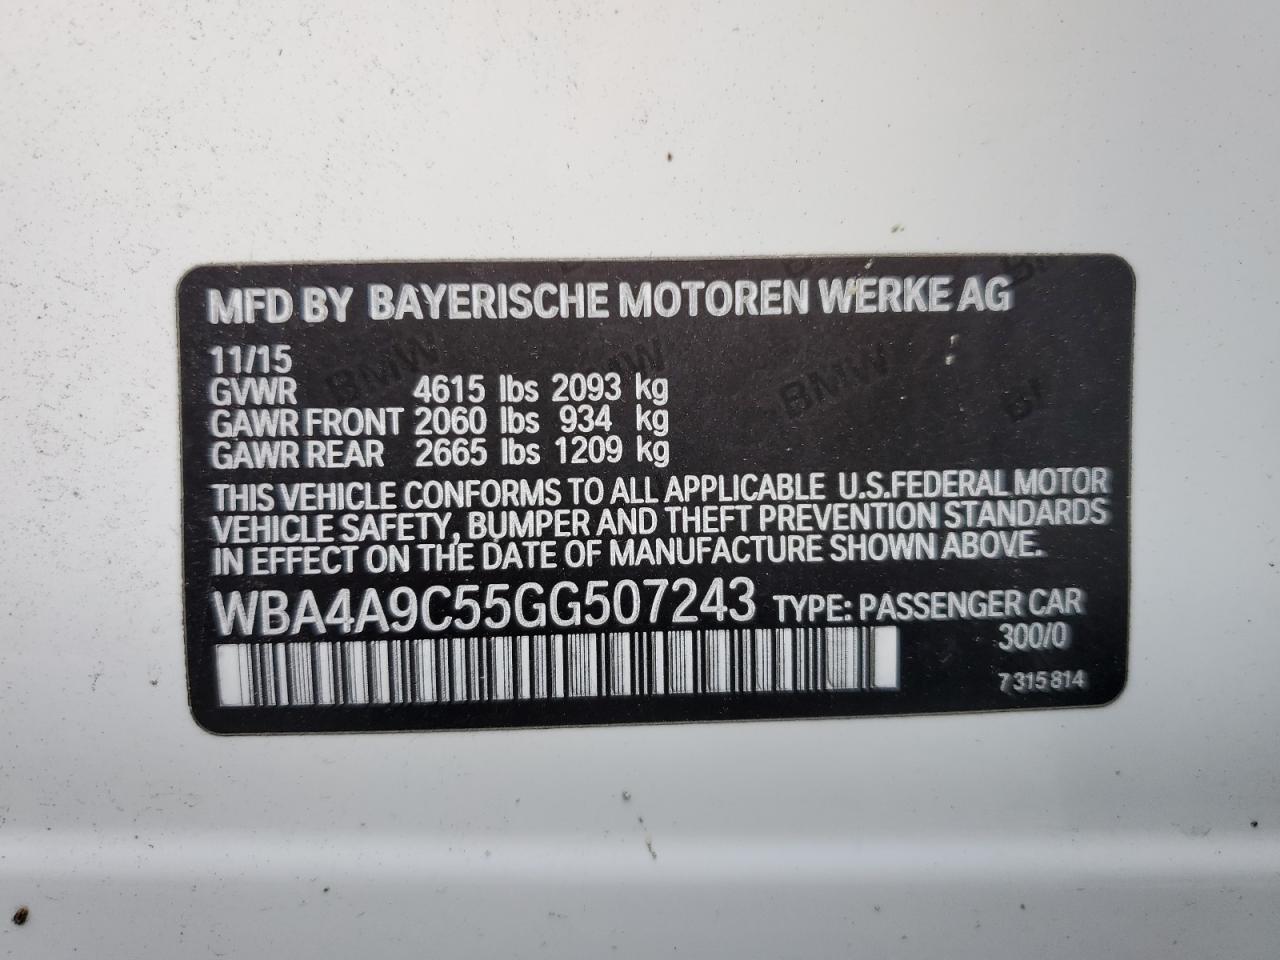 MFD BY BAYERISCHE MOTOREN WERKE AG
11/15
GVWR 4615 lbs 2093 kg
GAWR FRONT 2060 lbs 934 kg
GAWR REAR 2665 lbs 1209 kg
THIS VEHICLE CONFORMS TO ALL APPLICABLE U.S.FEDERAL MOTOR
VEHICLE SAFETY, BUMPER AND THEFT PREVENTION STANDARDS
IN EFFECT ON THE DATE OF MANUFACTURE SHOWN ABOVE.
WBA4A9C55GG507243 TYPE: PASSENGER CAR
300/0
7 315 814
BMW
BMW